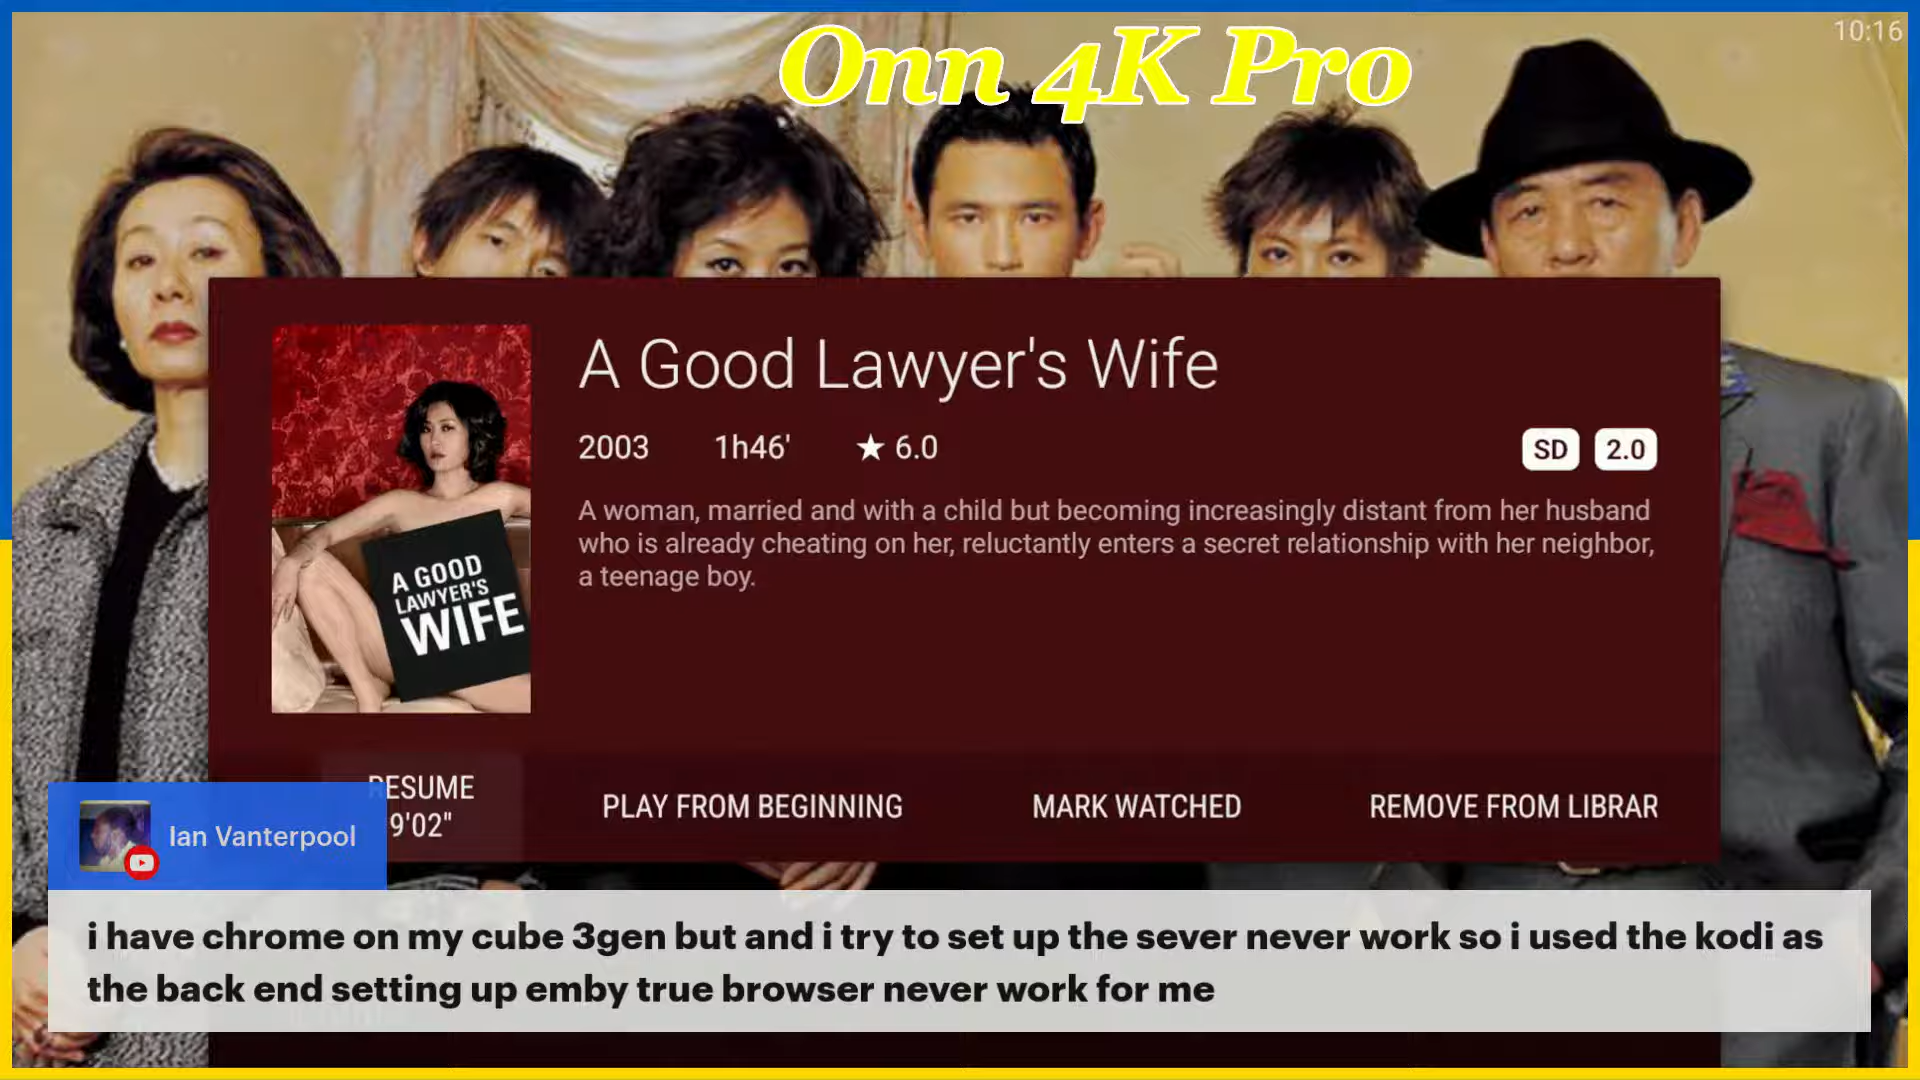 Onn 4K Pro
10:16
A Good Lawyer's Wife
2003 1h46' ★ 6.0 SD 2.0
A woman, married and with a child but becoming increasingly distant from her husband
who is already cheating on her, reluctantly enters a secret relationship with her neighbor,
a teenage boy.
A GOOD
LAWYER'S
WIFE
RESUME
9'02"
PLAY FROM BEGINNING
MARK WATCHED
REMOVE FROM LIBRAR
Ian Vanterpool
i have chrome on my cube 3gen but and i try to set up the sever never work so i used the kodi as
the back end setting up emby true browser never work for me